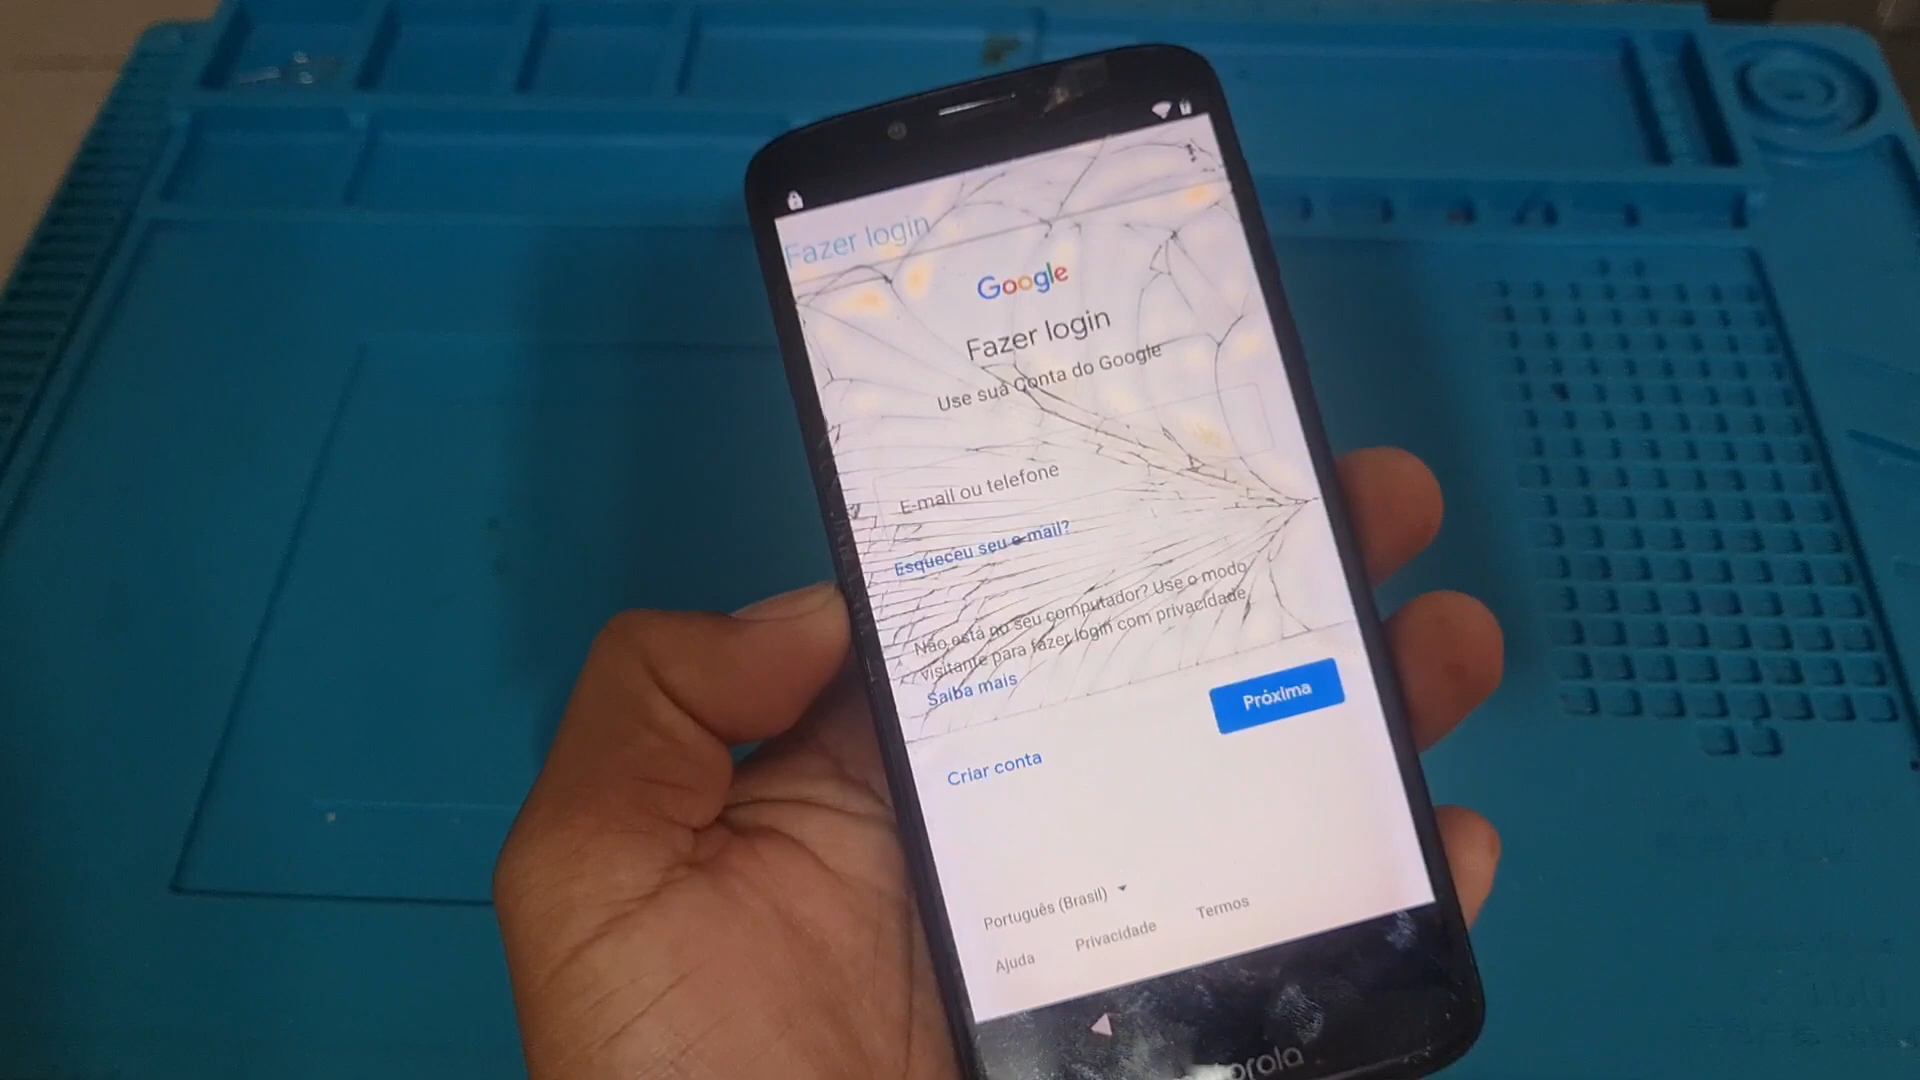 Fazer login
Google
Fazer login
Use sua Conta do Google
E-mail ou telefone
Esqueceu seu e-mail?
Não está no seu computador? Use o modo
visitante para fazer login com privacidade.
Saiba mais
Próxima
Criar conta
Português (Brasil)
Ajuda Privacidade Termos
motorola